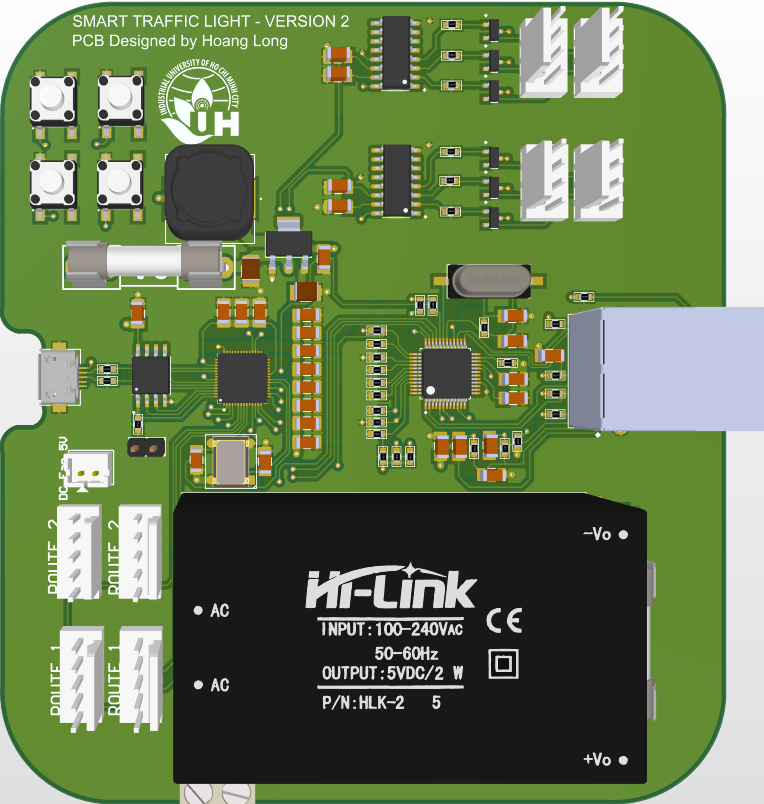 SMART TRAFFIC LIGHT - VERSION 2
PCB Designed by Hoang Long
INDUSTRIAL UNIVERSITY OF HO CHI MINH CITY
UH
DC Fan 5V
ROUTE 2
ROUTE 2
ROUTE 1
ROUTE 1
-Vo
AC
AC
Hi-Link
INPUT:100-240VAC
50-60Hz
OUTPUT:5VDC/2 W
P/N:HLK-2 5
CE
+Vo